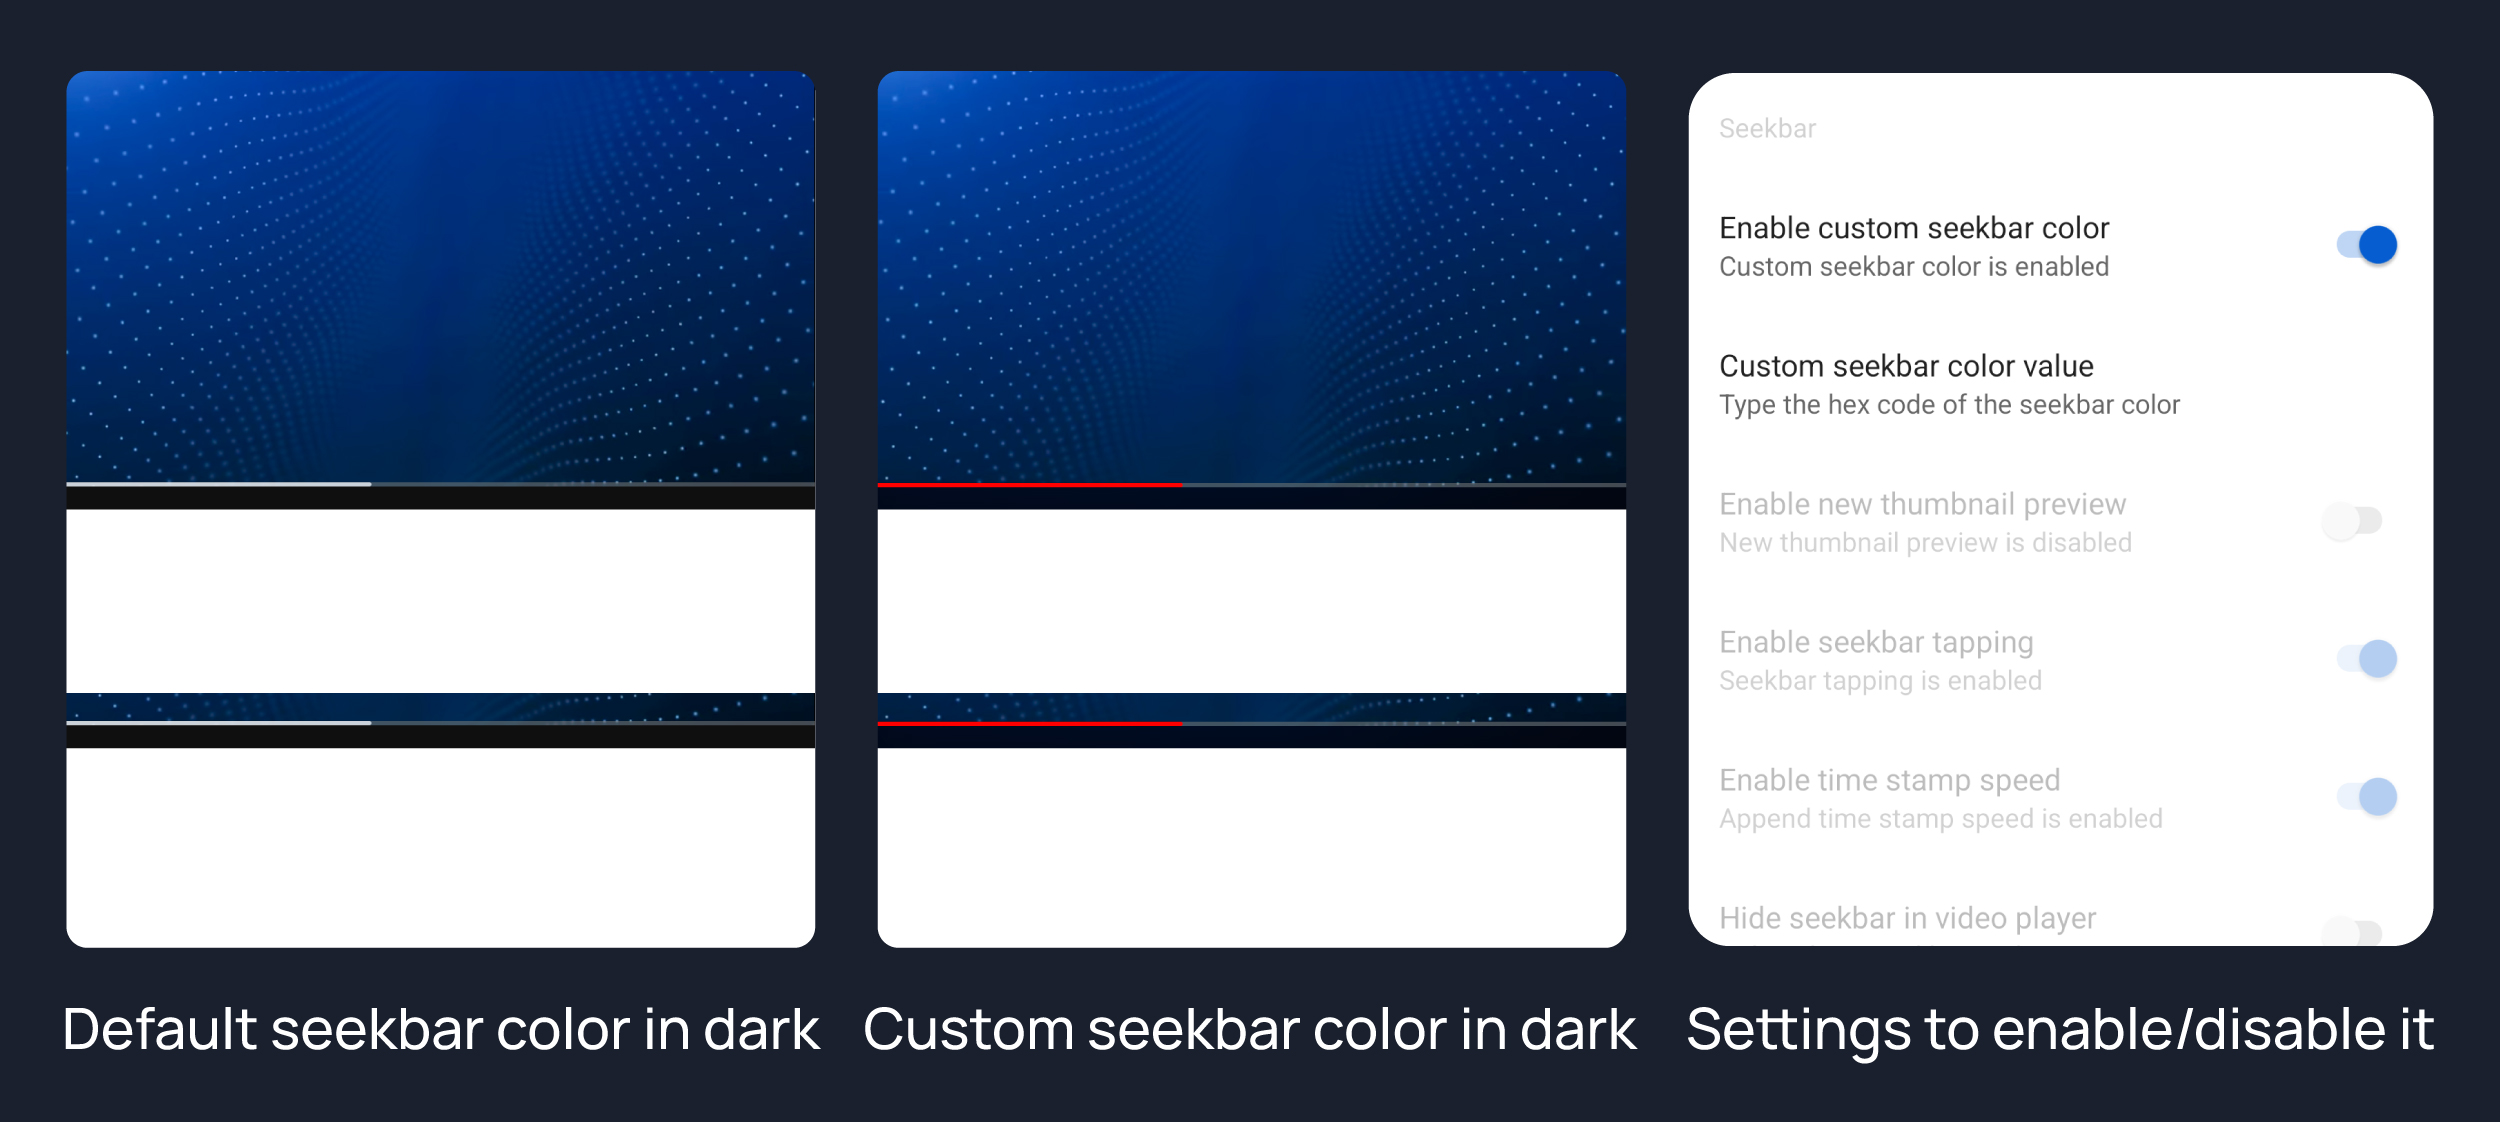 Seekbar
Enable custom seekbar color
Custom seekbar color is enabled
Custom seekbar color value
Type the hex code of the seekbar color
Enable new thumbnail preview
New thumbnail preview is disabled
Enable seekbar tapping
Seekbar tapping is enabled
Enable time stamp speed
Append time stamp speed is enabled
Hide seekbar in video player
Default seekbar color in dark
Custom seekbar color in dark
Settings to enable/disable it